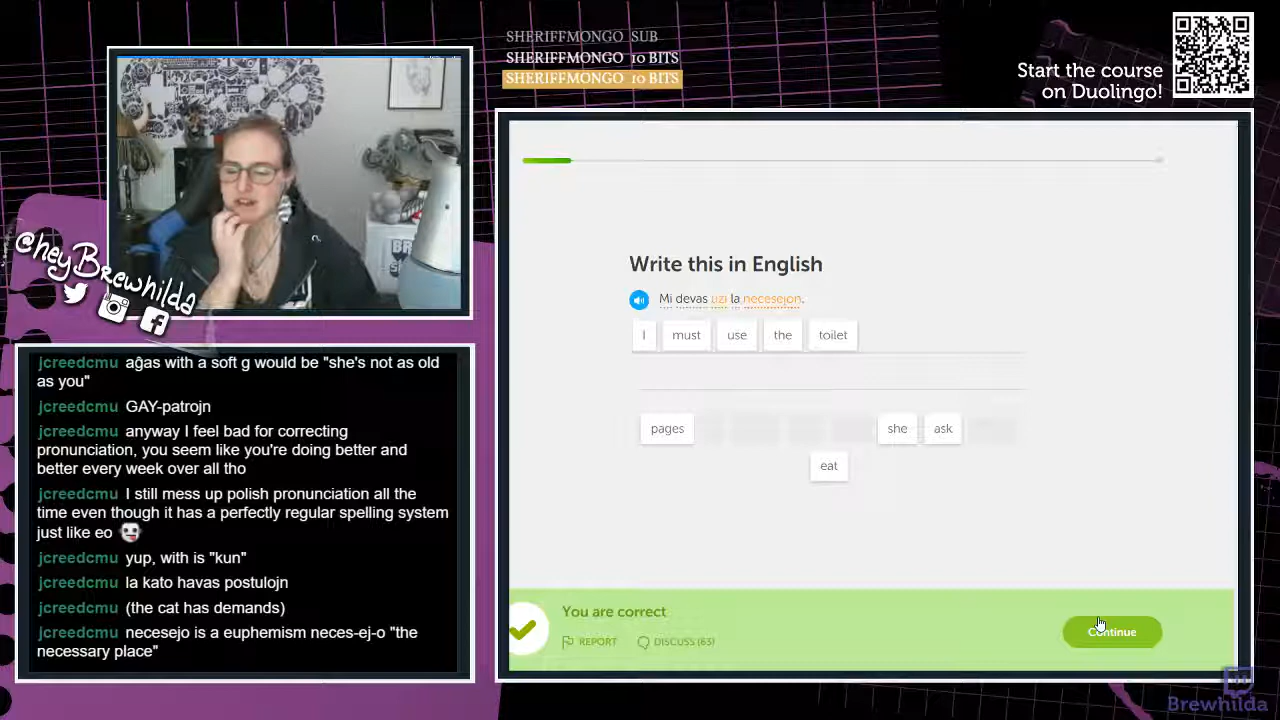 SHERIFFMONGO SUB
SHERIFFMONGO 10 BITS
SHERIFFMONGO 10 BITS
Start the course
on Duolingo!
@heyBrewhilda
Write this in English
Mi devas uzi la necesejon.
I must use the toilet
pages she ask
eat
You are correct
REPORT DISCUSS (63)
Continue
jcreedcmu aĝas with a soft g would be "she's not as old
as you"
jcreedcmu GAY-patrojn
jcreedcmu anyway I feel bad for correcting
pronunciation, you seem like you're doing better and
better every week over all tho
jcreedcmu I still mess up polish pronunciation all the
time even though it has a perfectly regular spelling system
just like eo
jcreedcmu yup, with is "kun"
jcreedcmu la kato havas postulojn
jcreedcmu (the cat has demands)
jcreedcmu necesejo is a euphemism neces-ej-o "the
necessary place"
Brewhilda